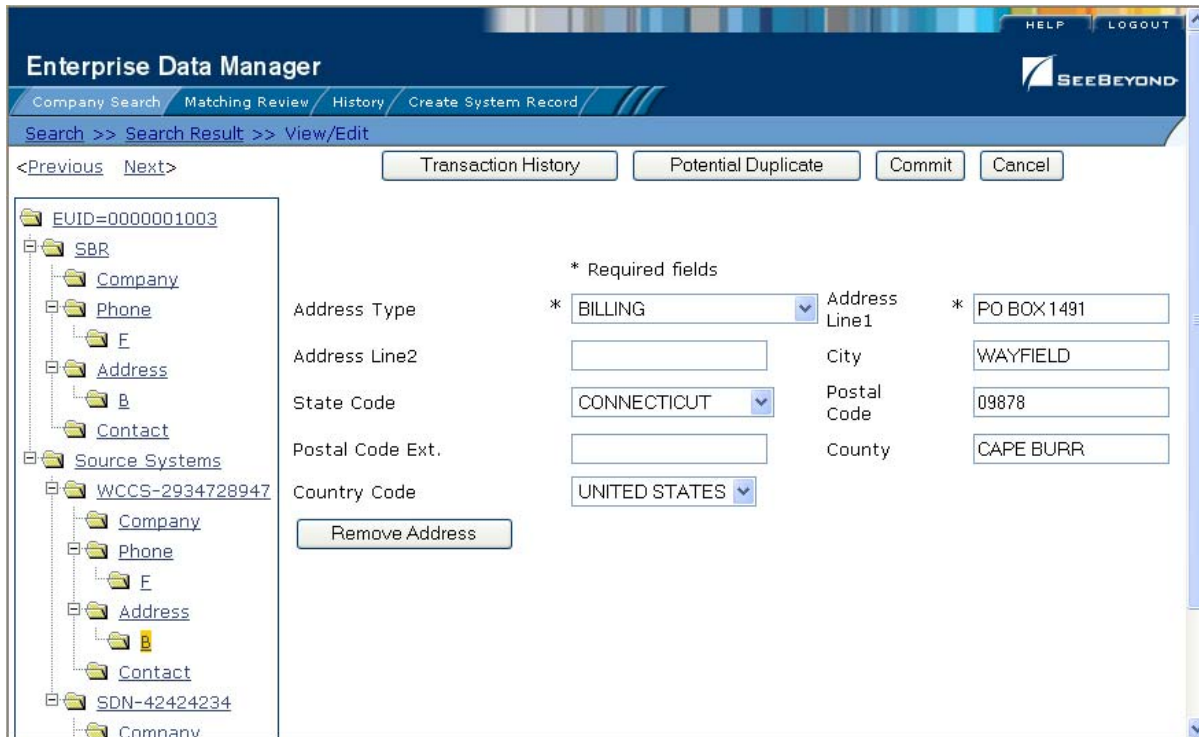 HELP LOGOUT
Enterprise Data Manager
SEEBEYOND
Company Search Matching Review History Create System Record
Search >> Search Result >> View/Edit
<Previous Next>
Transaction History Potential Duplicate Commit Cancel
EUID=0000001003
SBR
Company
Phone
F
Address
B
Contact
Source Systems
WCCS-2934728947
Company
Phone
F
Address
B
Contact
SDN-42424234
Company
* Required fields
Address Type * BILLING Address Line1 * PO BOX 1491
Address Line2 City WAYFIELD
State Code CONNECTICUT Postal Code 09878
Postal Code Ext. County CAPE BURR
Country Code UNITED STATES
Remove Address